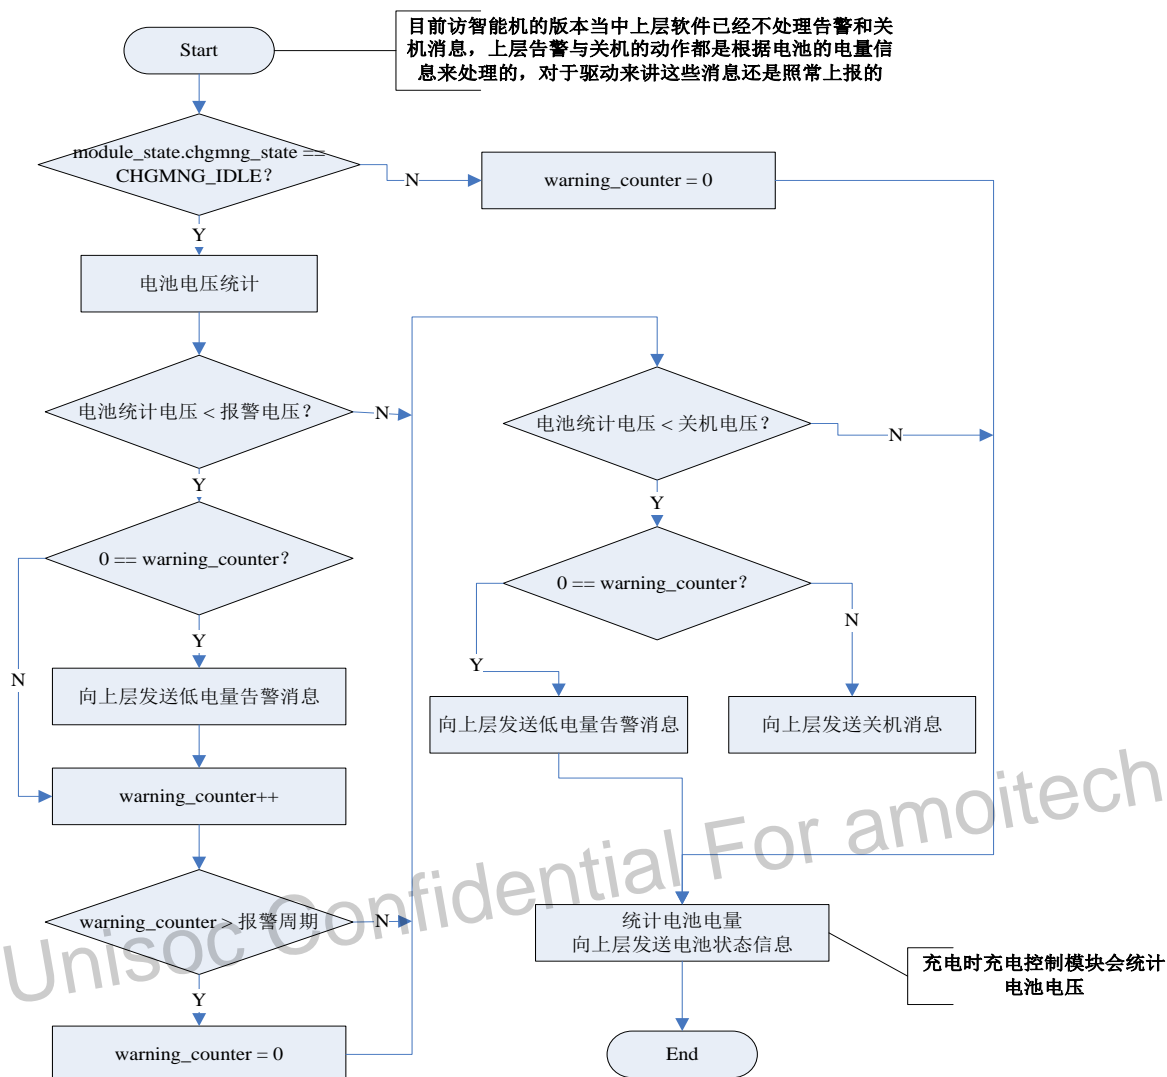 Start
目前访智能机的版本当中上层软件已经不处理告警和关
机消息，上层告警与关机的动作都是根据电池的电量信
息来处理的，对于驱动来讲这些消息还是照常上报的
module_state.chgmng_state ==
CHGMNG_IDLE？
N
warning_counter = 0
Y
电池电压统计
电池统计电压 < 报警电压？
N
电池统计电压 < 关机电压？
N
Y
Y
0 == warning_counter？
0 == warning_counter？
N
Y
Y
N
向上层发送低电量告警消息
向上层发送低电量告警消息
向上层发送关机消息
warning_counter++
warning_counter > 报警周期
N
统计电池电量
向上层发送电池状态信息
充电时充电控制模块会统计
电池电压
Y
warning_counter = 0
End
Unisoc Confidential For amoitech